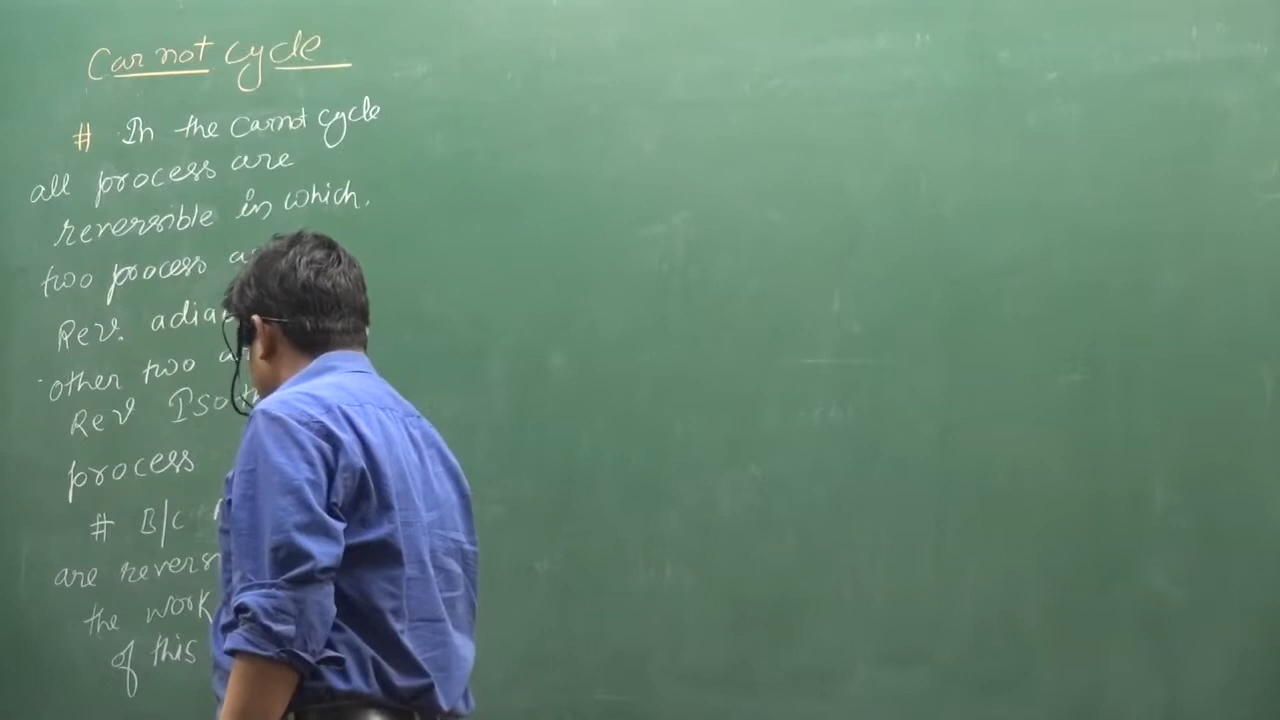 Carnot cycle
# In the carnot cycle
all process are
reversible in which.
two process
Rev. adia
other two
Rev Iso
process
# B/C
are revers
the work
of this